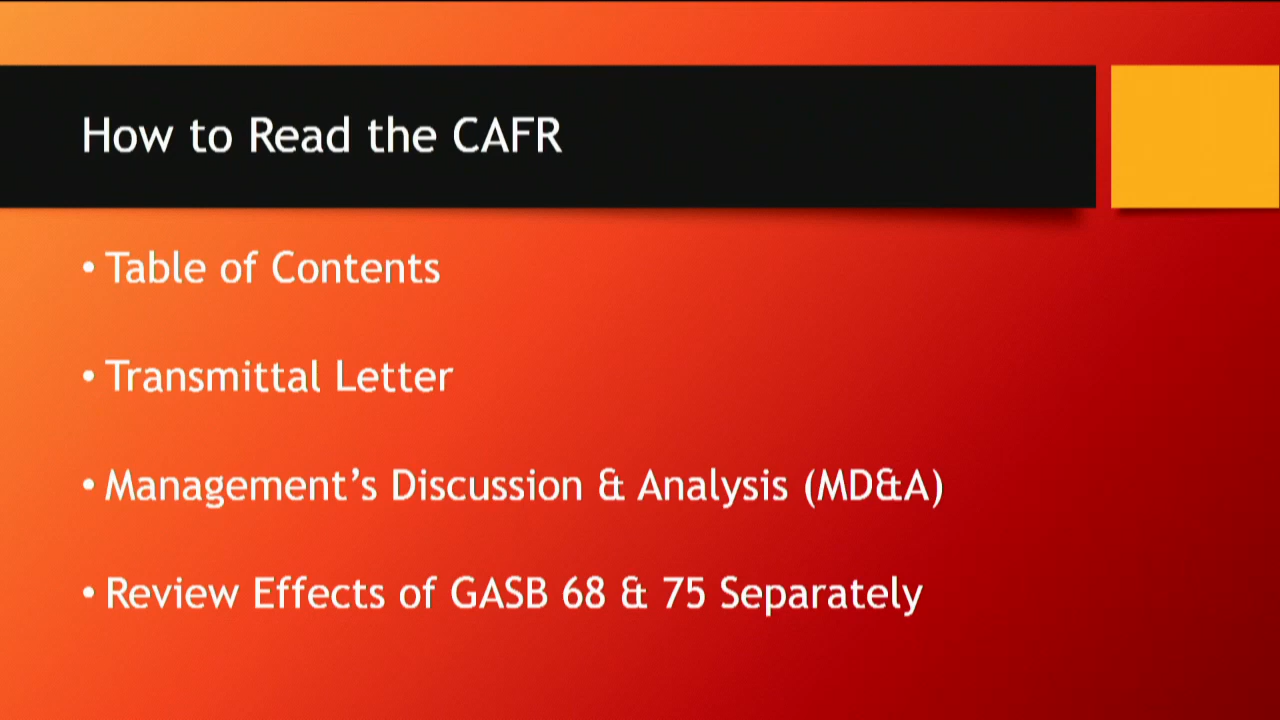 How to Read the CAFR
• Table of Contents
• Transmittal Letter
• Management’s Discussion & Analysis (MD&A)
• Review Effects of GASB 68 & 75 Separately